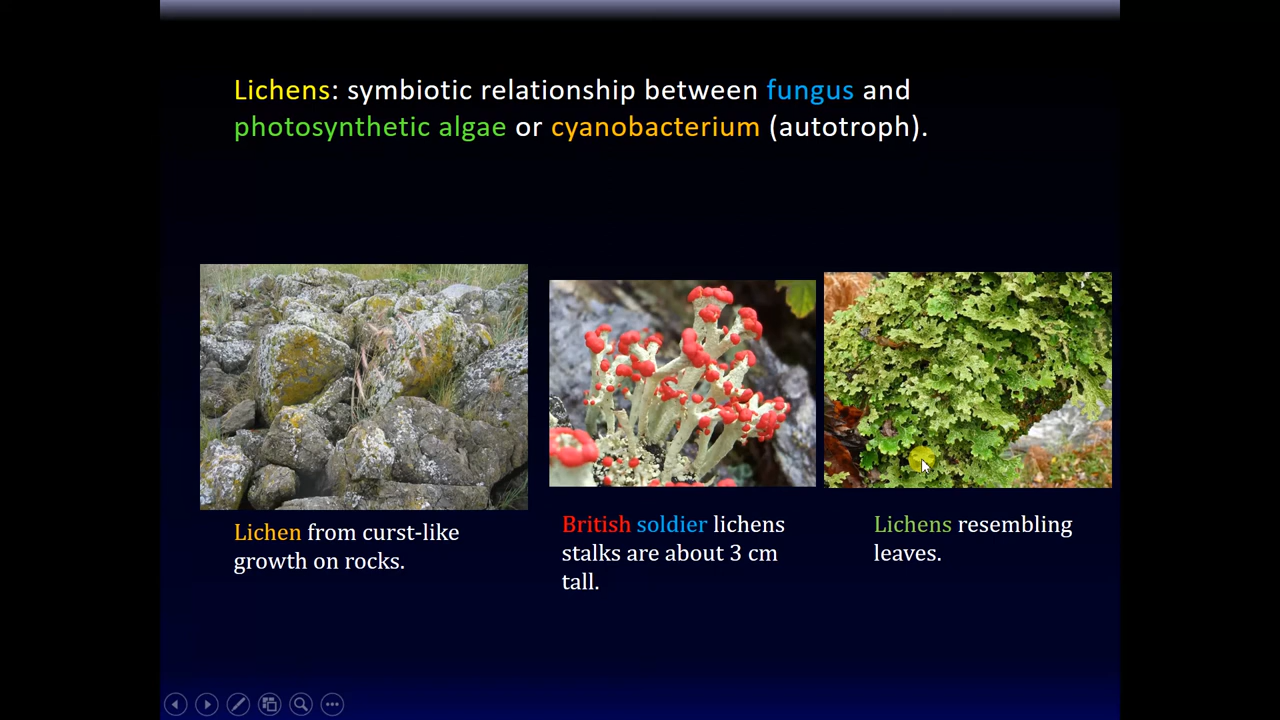 Lichens: symbiotic relationship between fungus and
photosynthetic algae or cyanobacterium (autotroph).
Lichen from curst-like
growth on rocks.
British soldier lichens
stalks are about 3 cm
tall.
Lichens resembling
leaves.